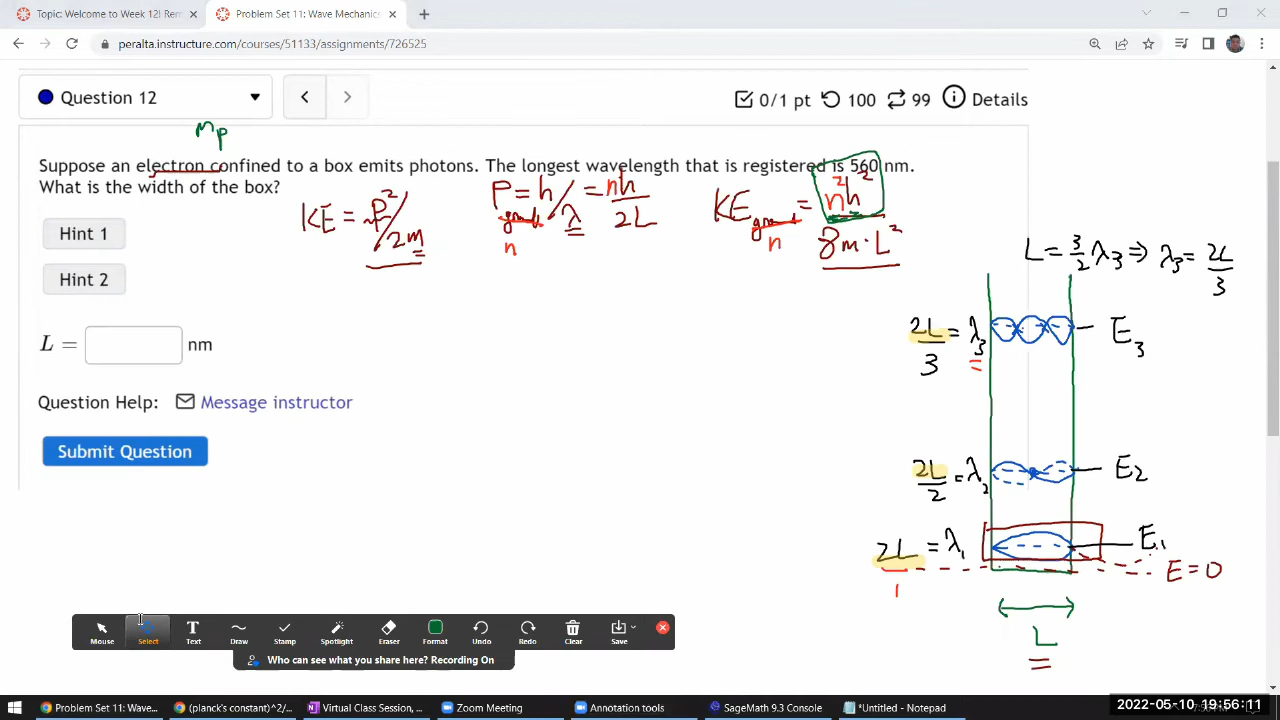 Topic: Welcome to Week 12! Rem
Problem Set 11: Wave Mechanics
peralta.instructure.com/courses/51133/assignments/726525
Question 12
0/1 pt 100 99 Details
m_p
Suppose an electron confined to a box emits photons. The longest wavelength that is registered is 560 nm.
What is the width of the box?
KE = p²/2m
P = h/λ = nh/2L
ground
n
KE ground = n²h²/8m·L²
n
Hint 1
Hint 2
L = nm
L = 3/2 λ₃ ⇒ λ₃ = 2L/3
2L/3 = λ₃ E₃
Question Help: Message instructor
Submit Question
2L/2 = λ₂ E₂
2L/1 = λ₁ E₁
E = 0
L
Mouse Select Text Draw Stamp Spotlight Eraser Format Undo Redo Clear Save
Who can see what you share here? Recording On
Problem Set 11: Wave... (planck's constant)^2/... Virtual Class Session, ... Zoom Meeting Annotation tools SageMath 9.3 Console *Untitled - Notepad
2022-05-10 19:56:11